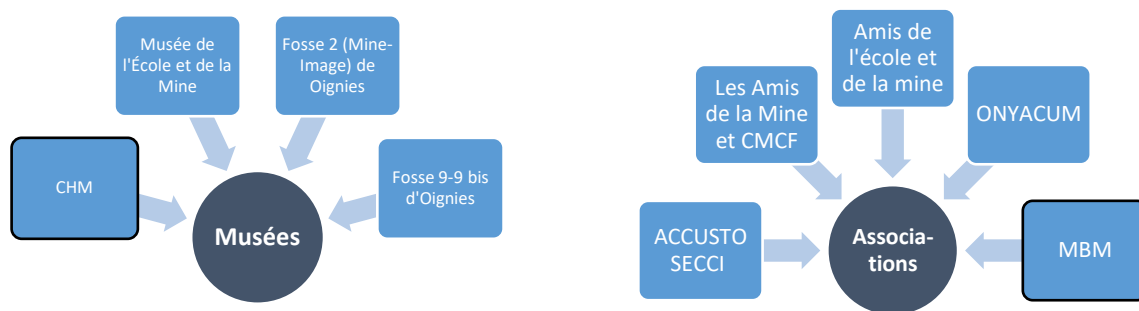 Musée de
l'École et de la
Mine
Fosse 2 (Mine-
Image) de
Oignies
CHM
Fosse 9-9 bis
d'Oignies
Musées
Amis de
l'école et
de la mine
Les Amis
de la Mine
et CMCF
ONYACUM
ACCUSTO
SECCI
Associa-
tions
MBM